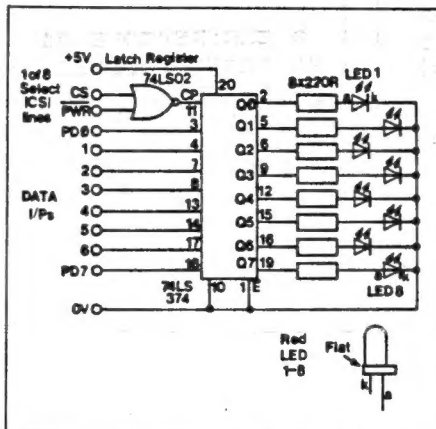 +5V Latch Register
1 of 8 Select (CS) lines
74LS02
20
8x220R
LED 1
CS
PWR
CP
11
Q0 2
a k
PD0 3
Q1 5
1 4
Q2 6
2 7
Q3 9
3 8
Q4 12
DATA I/Ps
4 13
Q5 15
5 14
Q6 16
6 17
Q7 19
PD7 18
a k
LED 8
74LS 374
10
1 E
0V
Red LED 1–8
Flat
k
a